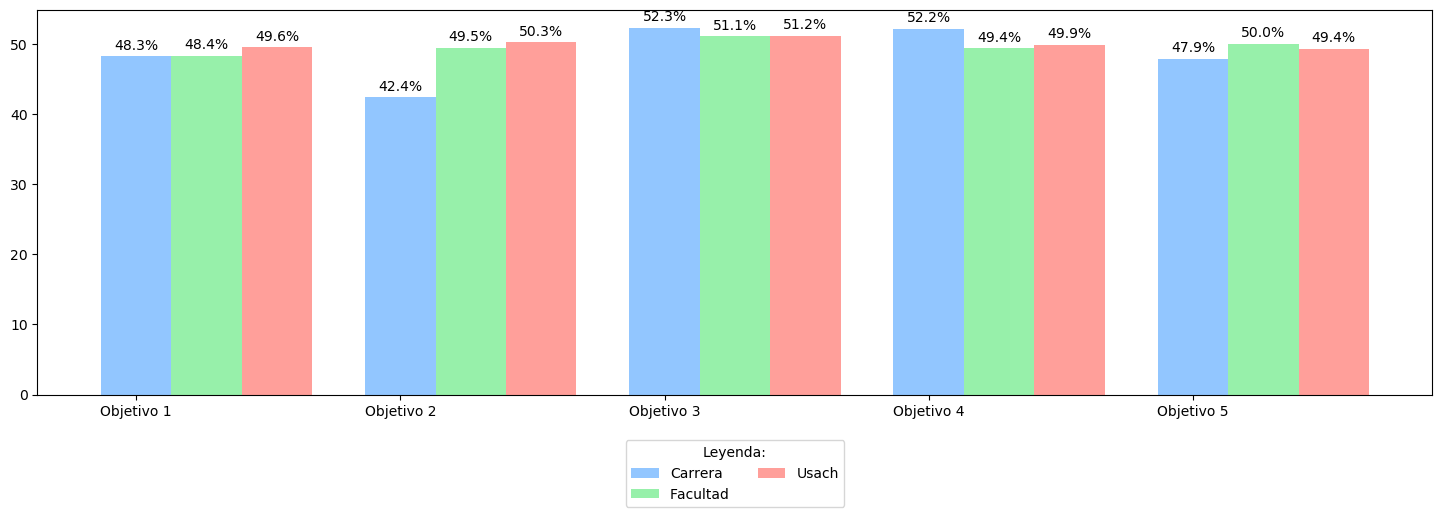 52.3% 51.1% 51.2% 52.2%
48.3% 48.4% 49.6% 49.5% 50.3% 49.4% 49.9% 47.9% 50.0% 49.4%
42.4%
50
40
30
20
10
0
Objetivo 1 Objetivo 2 Objetivo 3 Objetivo 4 Objetivo 5
Leyenda:
Carrera Usach
Facultad